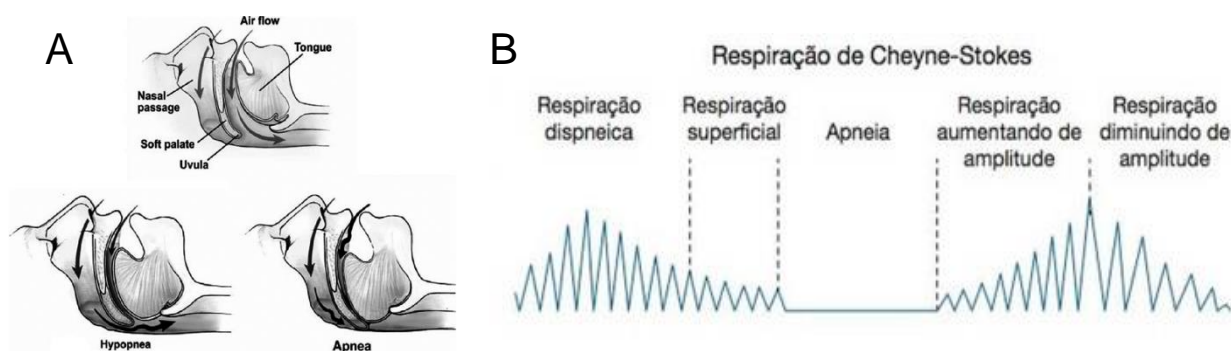 A
Air flow
Tongue
Nasal
passage
Soft palate
Uvula
Hypopnea
Apnea
B
Respiração de Cheyne-Stokes
Respiração
dispneica
Respiração
superficial
Apneia
Respiração
aumentando de
amplitude
Respiração
diminuindo de
amplitude